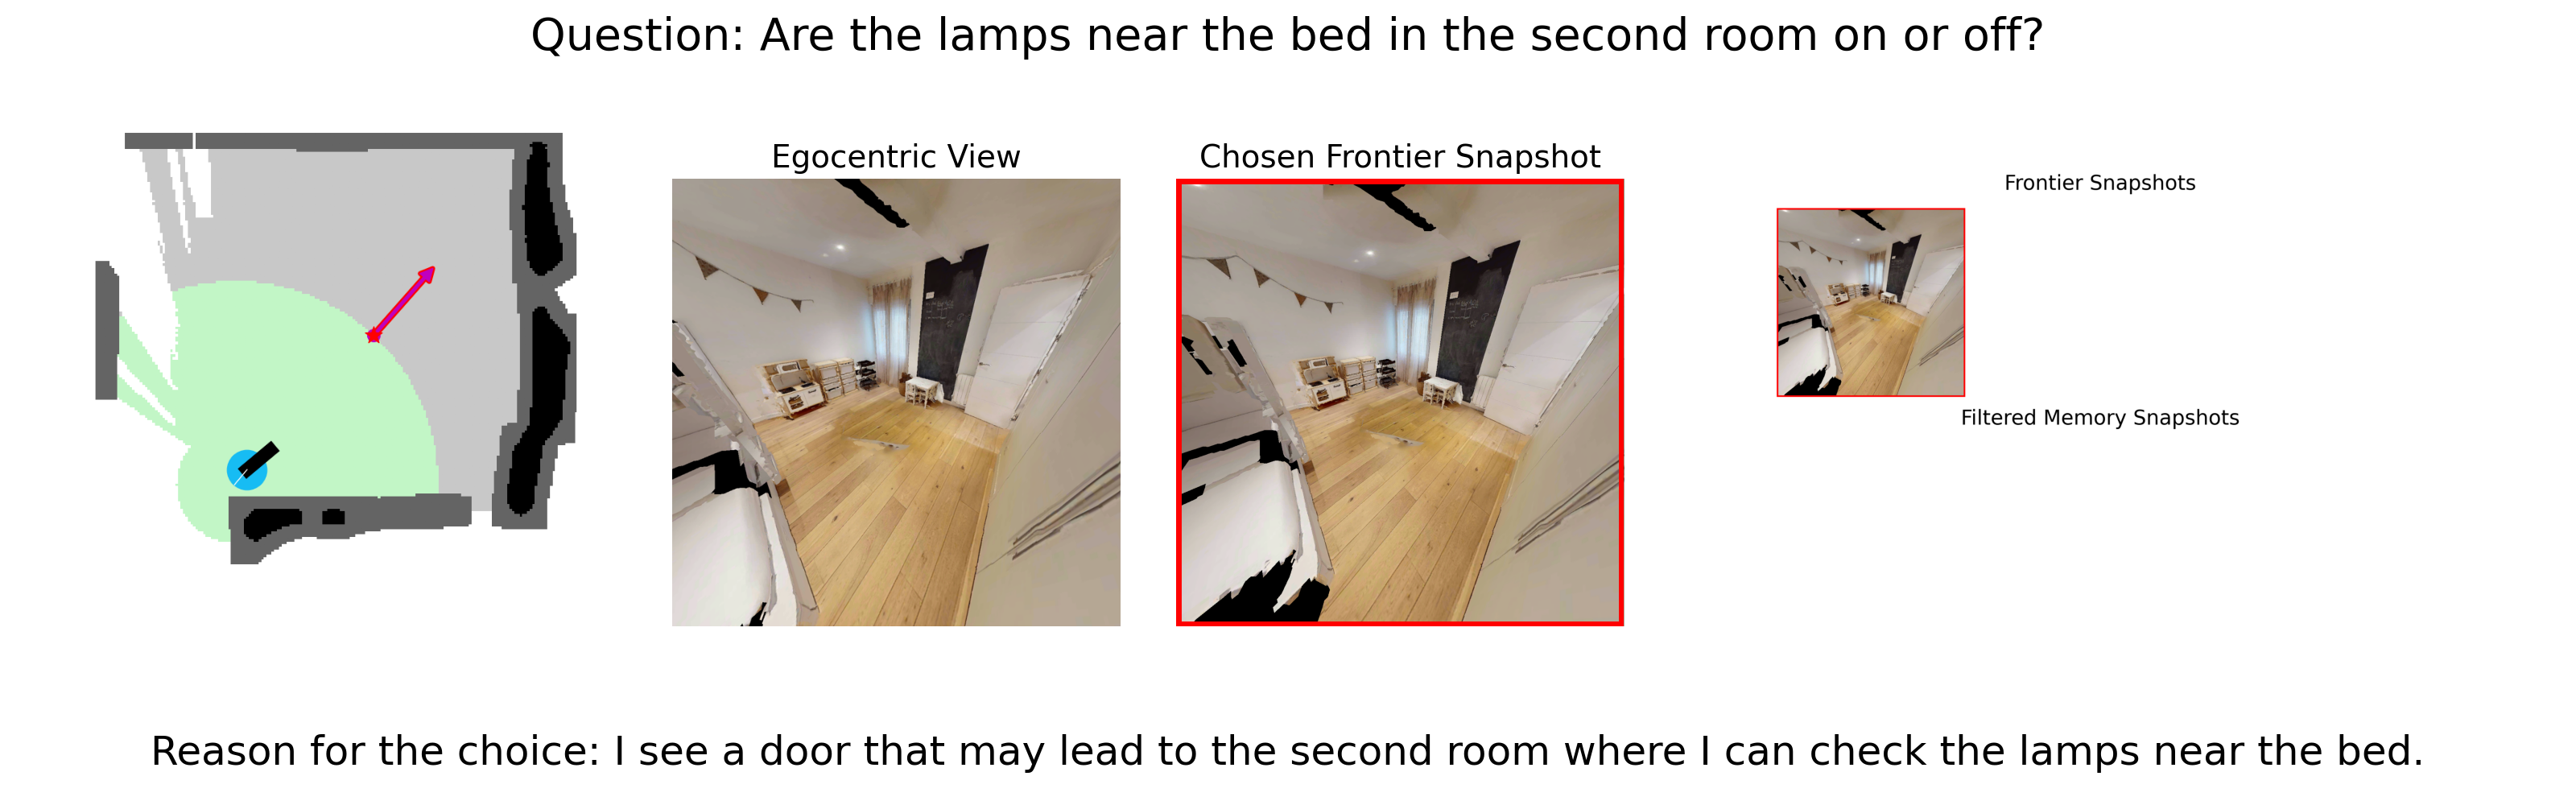 Question: Are the lamps near the bed in the second room on or off?
Egocentric View
Chosen Frontier Snapshot
Frontier Snapshots
Filtered Memory Snapshots
Reason for the choice: I see a door that may lead to the second room where I can check the lamps near the bed.